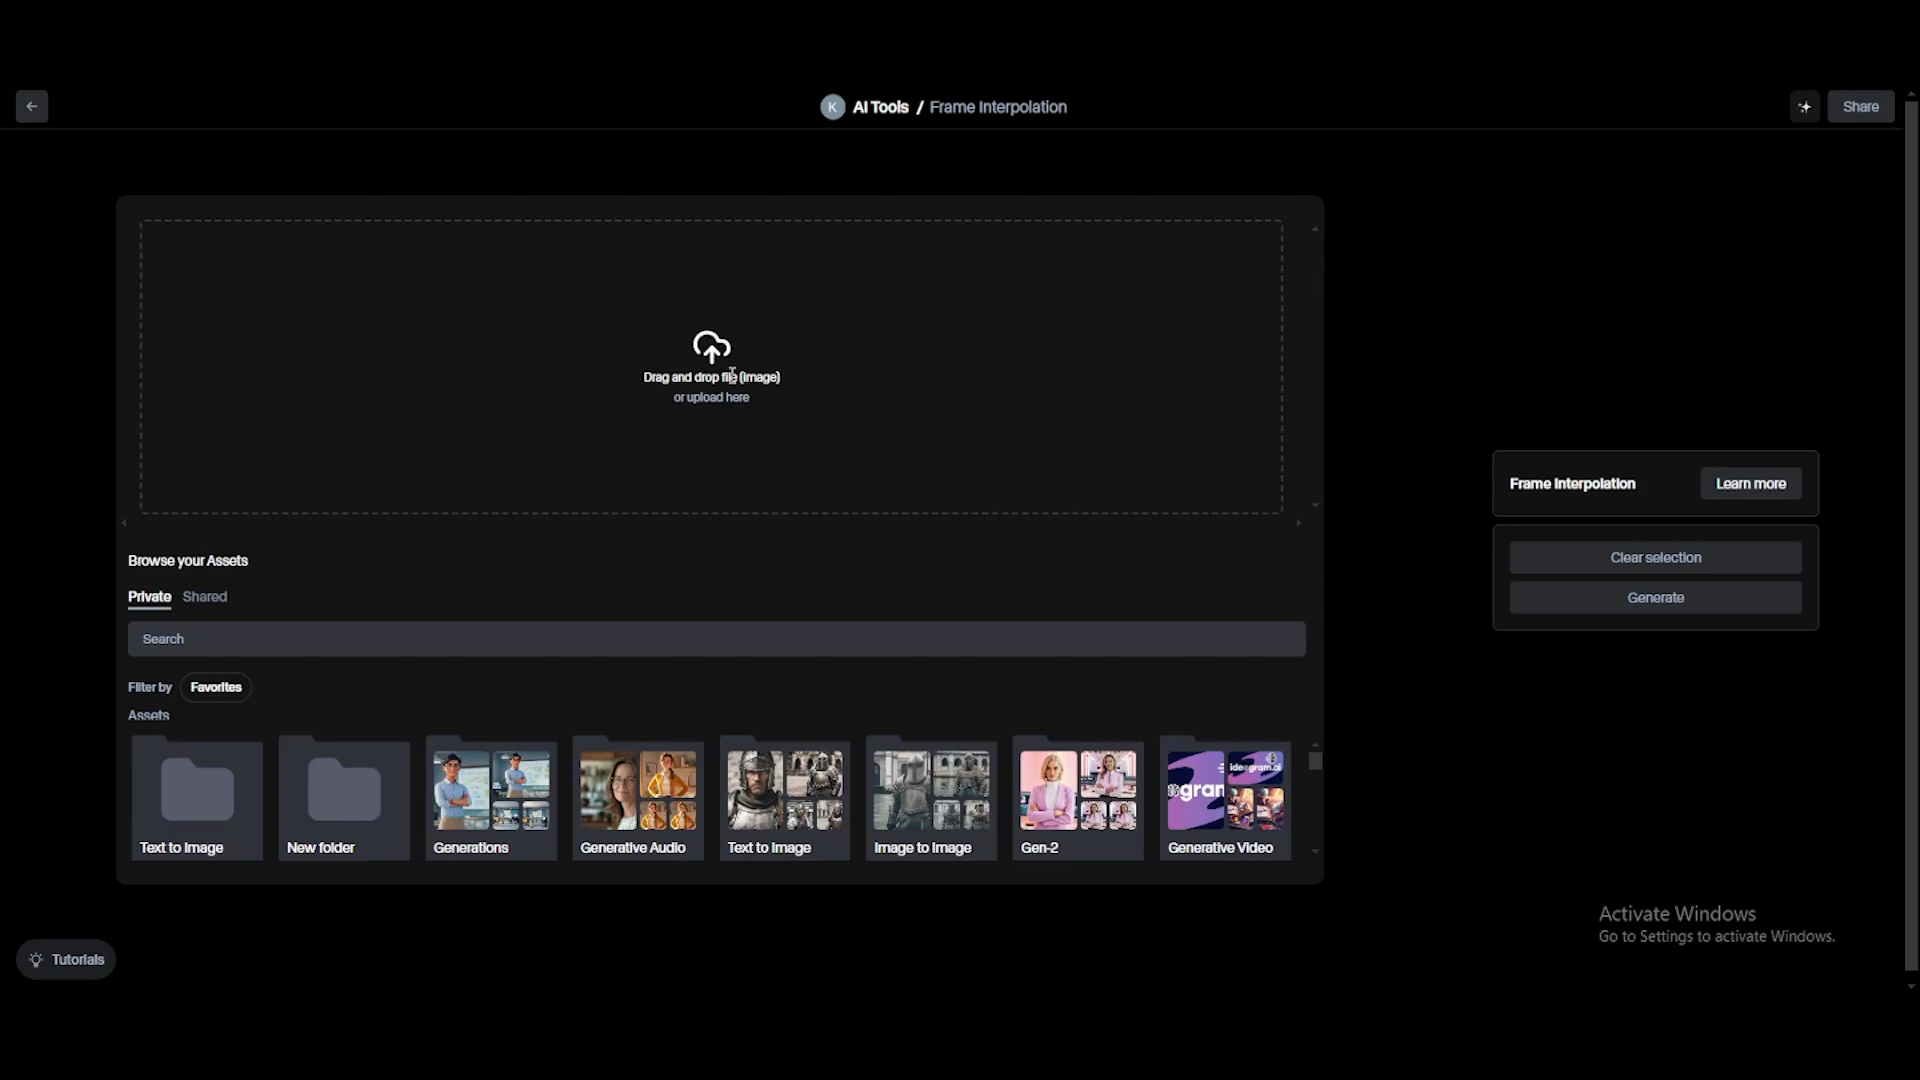 K AI Tools / Frame Interpolation
Share
Drag and drop file (image)
or upload here
Frame Interpolation
Learn more
Clear selection
Generate
Browse your Assets
Private Shared
Search
Filter by Favorites
Assets
Text to Image
New folder
Generations
Generative Audio
Text to Image
Image to Image
Gen-2
Generative Video
Activate Windows
Go to Settings to activate Windows.
Tutorials